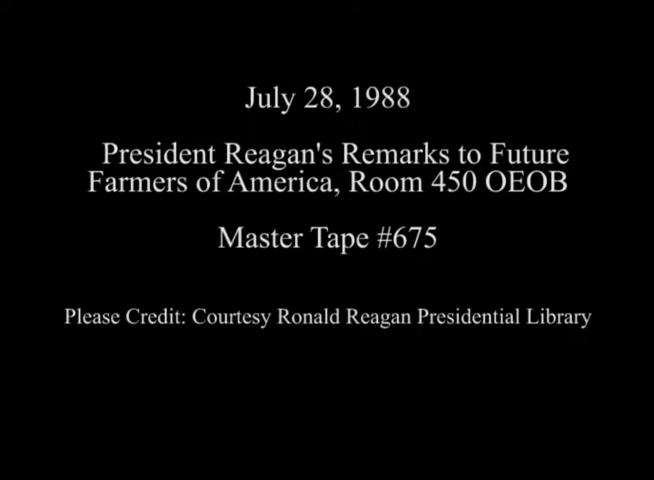 July 28, 1988
President Reagan's Remarks to Future
Farmers of America, Room 450 OEOB
Master Tape #675
Please Credit: Courtesy Ronald Reagan Presidential Library